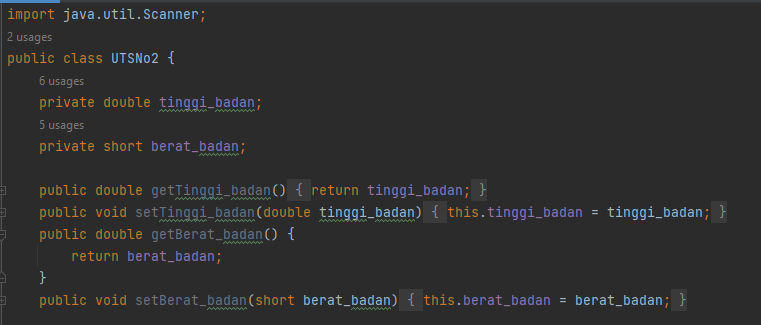 import java.util.Scanner;
2 usages
public class UTSNo2 {
6 usages
private double tinggi_badan;
5 usages
private short berat_badan;
public double getTinggi_badan() { return tinggi_badan; }
public void setTinggi_badan(double tinggi_badan) { this.tinggi_badan = tinggi_badan; }
public double getBerat_badan() {
return berat_badan;
}
public void setBerat_badan(short berat_badan) { this.berat_badan = berat_badan; }